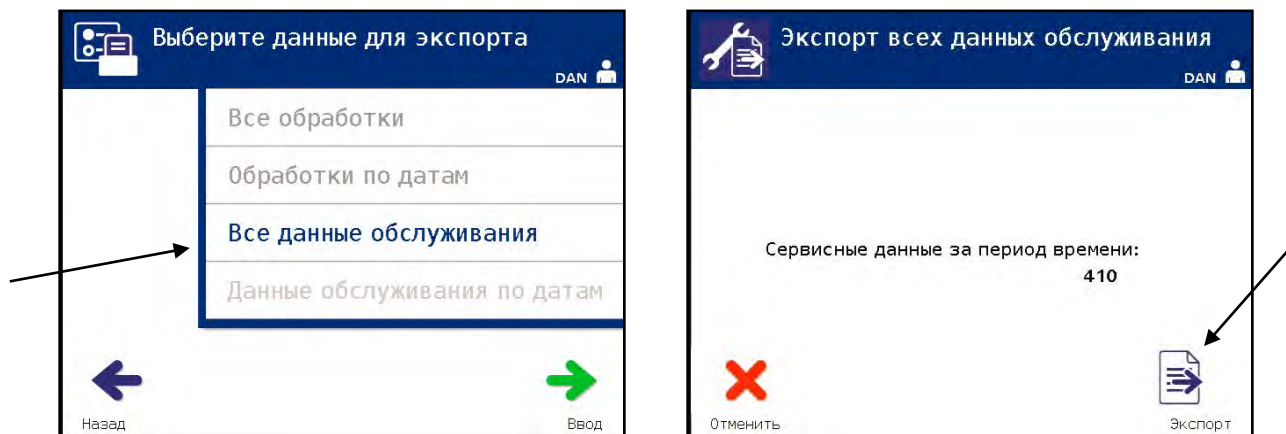 Выберите данные для экспорта
DAN
Все обработки
Обработки по датам
Все данные обслуживания
Данные обслуживания по датам
Назад
Ввод
Экспорт всех данных обслуживания
DAN
Сервисные данные за период времени:
410
Отменить
Экспорт